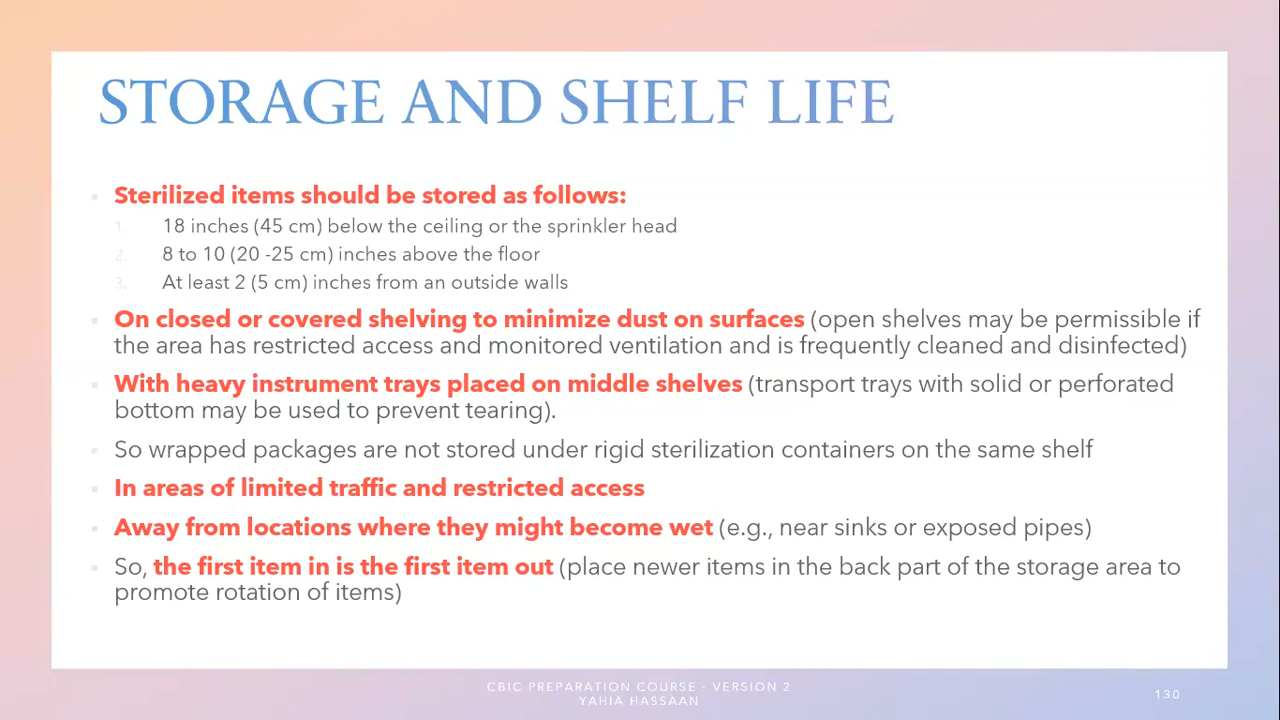 STORAGE AND SHELF LIFE
Sterilized items should be stored as follows:
1. 18 inches (45 cm) below the ceiling or the sprinkler head
2. 8 to 10 (20 -25 cm) inches above the floor
3. At least 2 (5 cm) inches from an outside walls
On closed or covered shelving to minimize dust on surfaces (open shelves may be permissible if
the area has restricted access and monitored ventilation and is frequently cleaned and disinfected)
With heavy instrument trays placed on middle shelves (transport trays with solid or perforated
bottom may be used to prevent tearing).
So wrapped packages are not stored under rigid sterilization containers on the same shelf
In areas of limited traffic and restricted access
Away from locations where they might become wet (e.g., near sinks or exposed pipes)
So, the first item in is the first item out (place newer items in the back part of the storage area to
promote rotation of items)
CBIC PREPARATION COURSE - VERSION 2
YAHIA HASSAAN
130